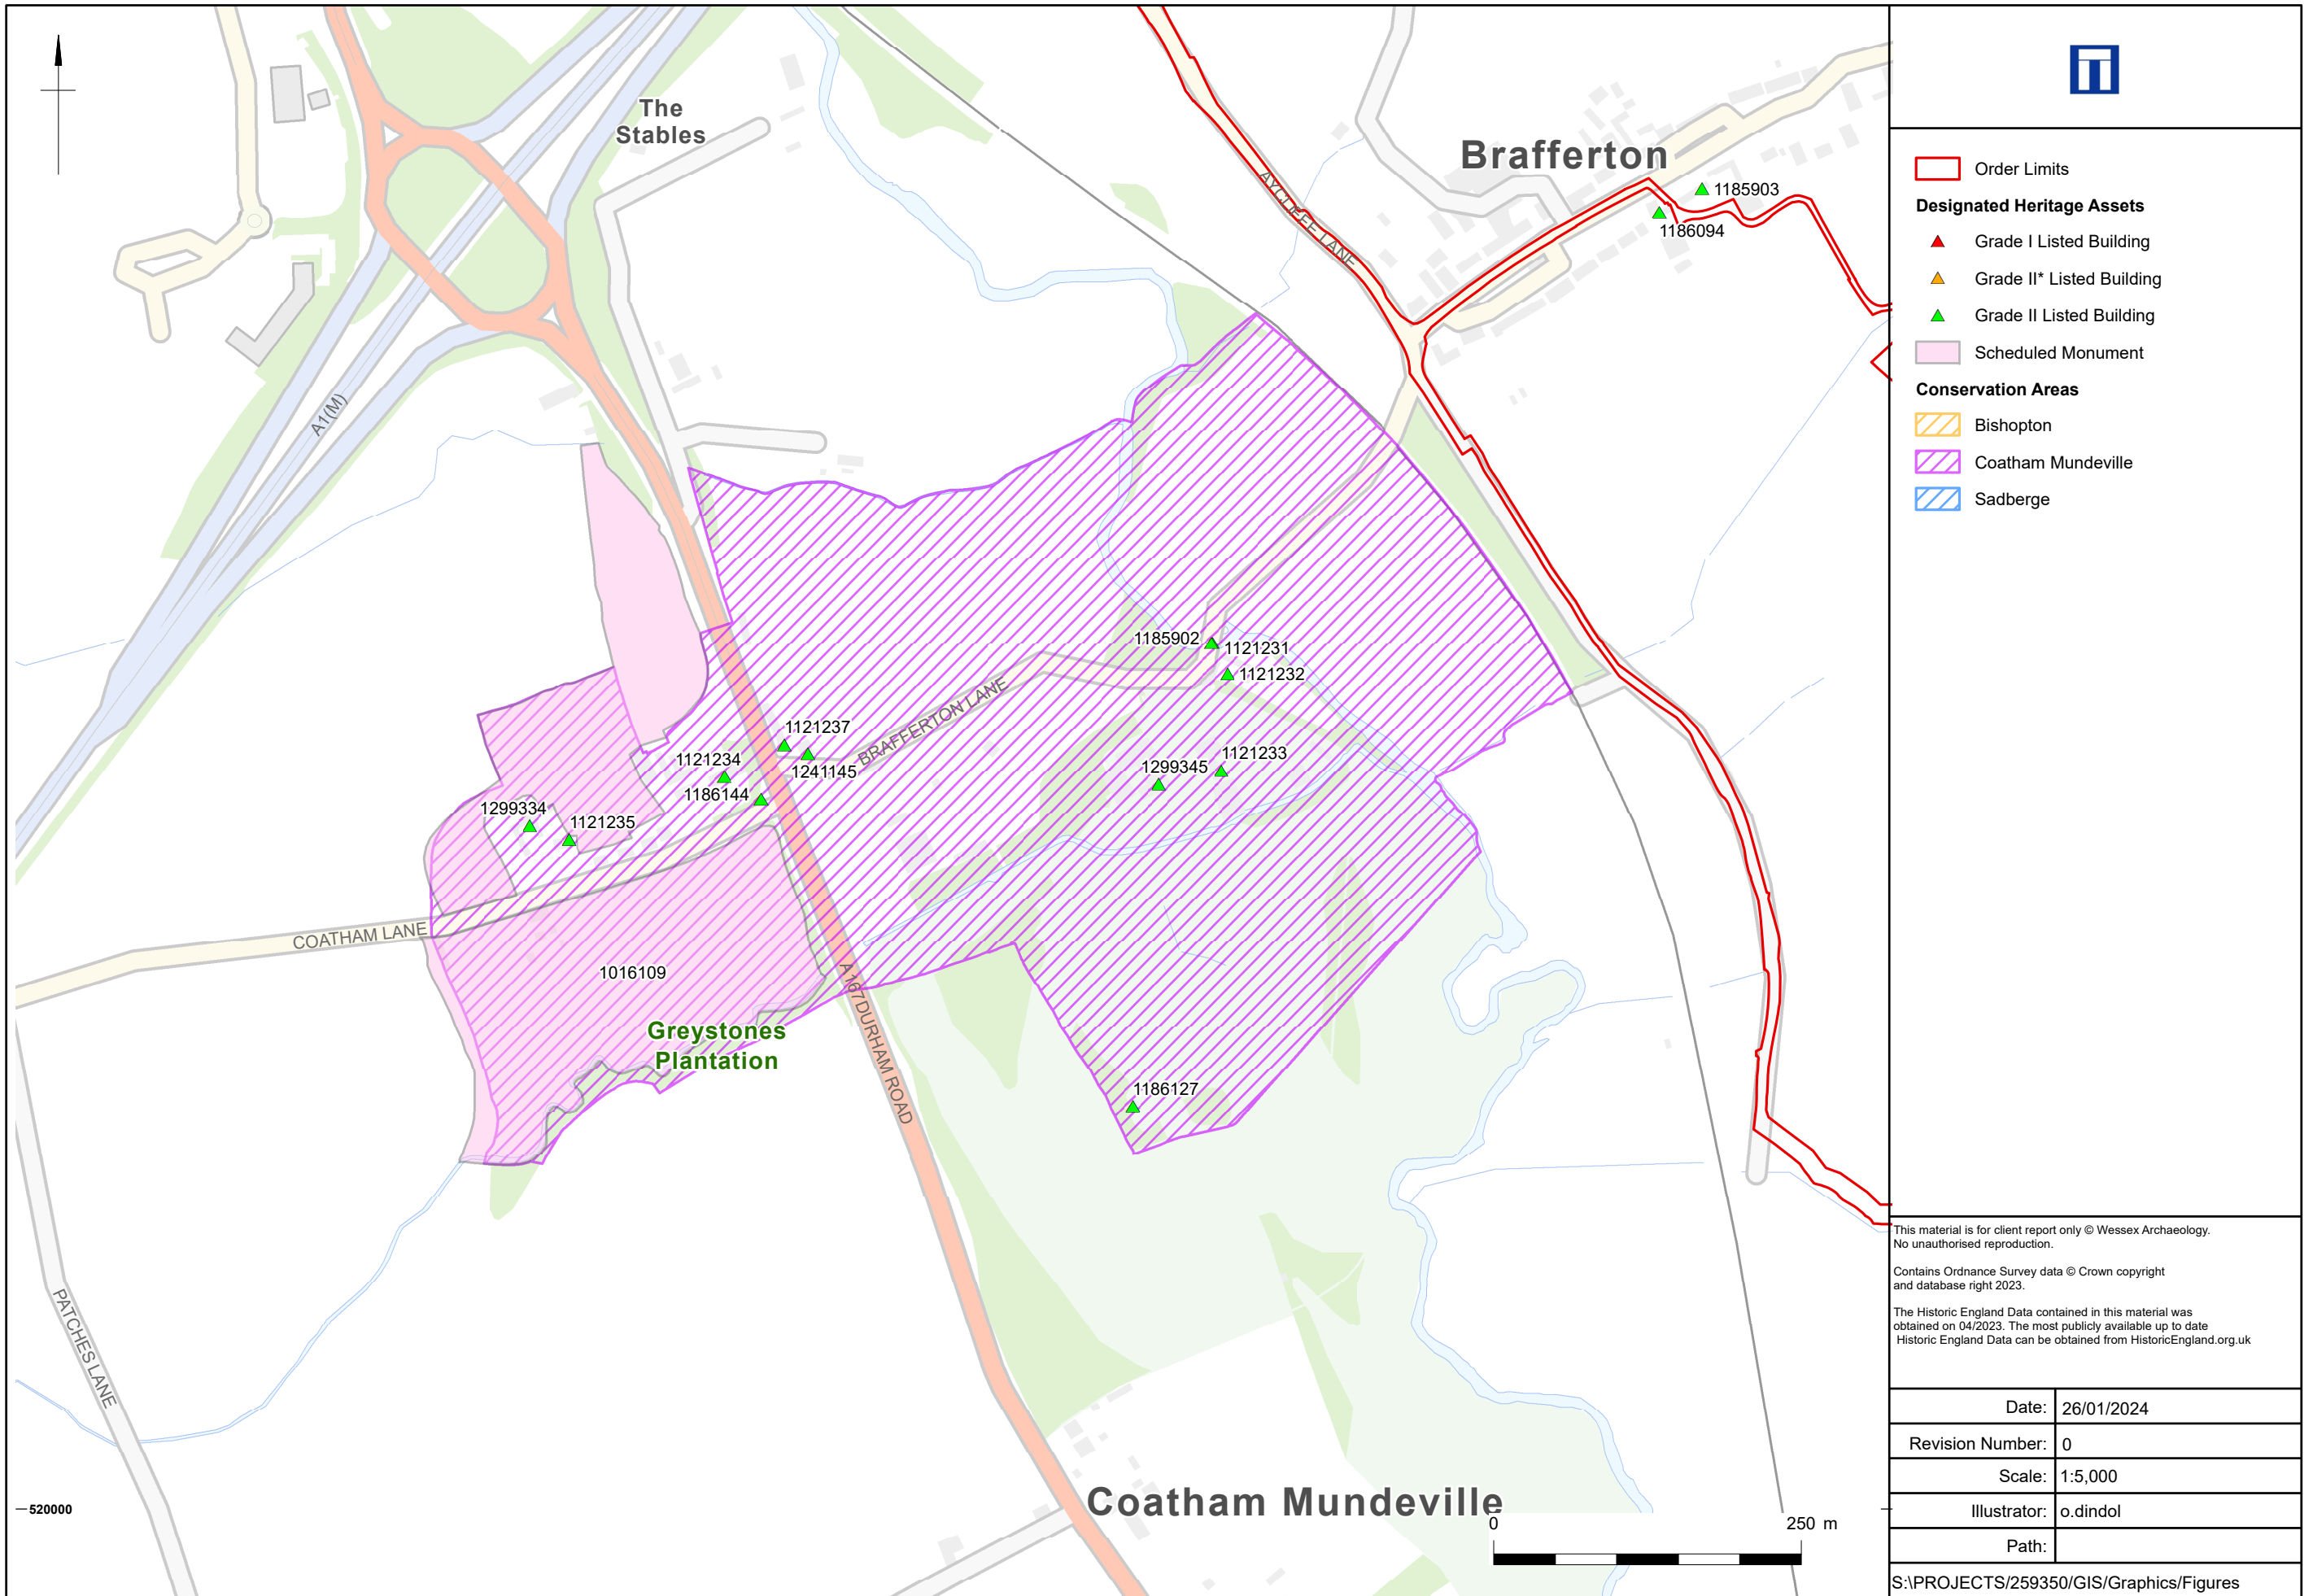 The
Stables
Brafferton
AYCLIFFE LANE
1185903
1186094
A1(M)
1185902
1121231
1121232
BRAFFERTON LANE
1121237
1121234
1241145
1186144
1121233
1299345
1299334
1121235
COATHAM LANE
1016109
Greystones
Plantation
A167DURHAM ROAD
1186127
PATCHES LANE
520000
Coatham Mundeville
0
250 m
Order Limits
Designated Heritage Assets
Grade I Listed Building
Grade II* Listed Building
Grade II Listed Building
Scheduled Monument
Conservation Areas
Bishopton
Coatham Mundeville
Sadberge
This material is for client report only © Wessex Archaeology.
No unauthorised reproduction.
Contains Ordnance Survey data © Crown copyright
and database right 2023.
The Historic England Data contained in this material was
obtained on 04/2023. The most publicly available up to date
Historic England Data can be obtained from HistoricEngland.org.uk
Date: 26/01/2024
Revision Number: 0
Scale: 1:5,000
Illustrator: o.dindol
Path:
S:\PROJECTS/259350/GIS/Graphics/Figures